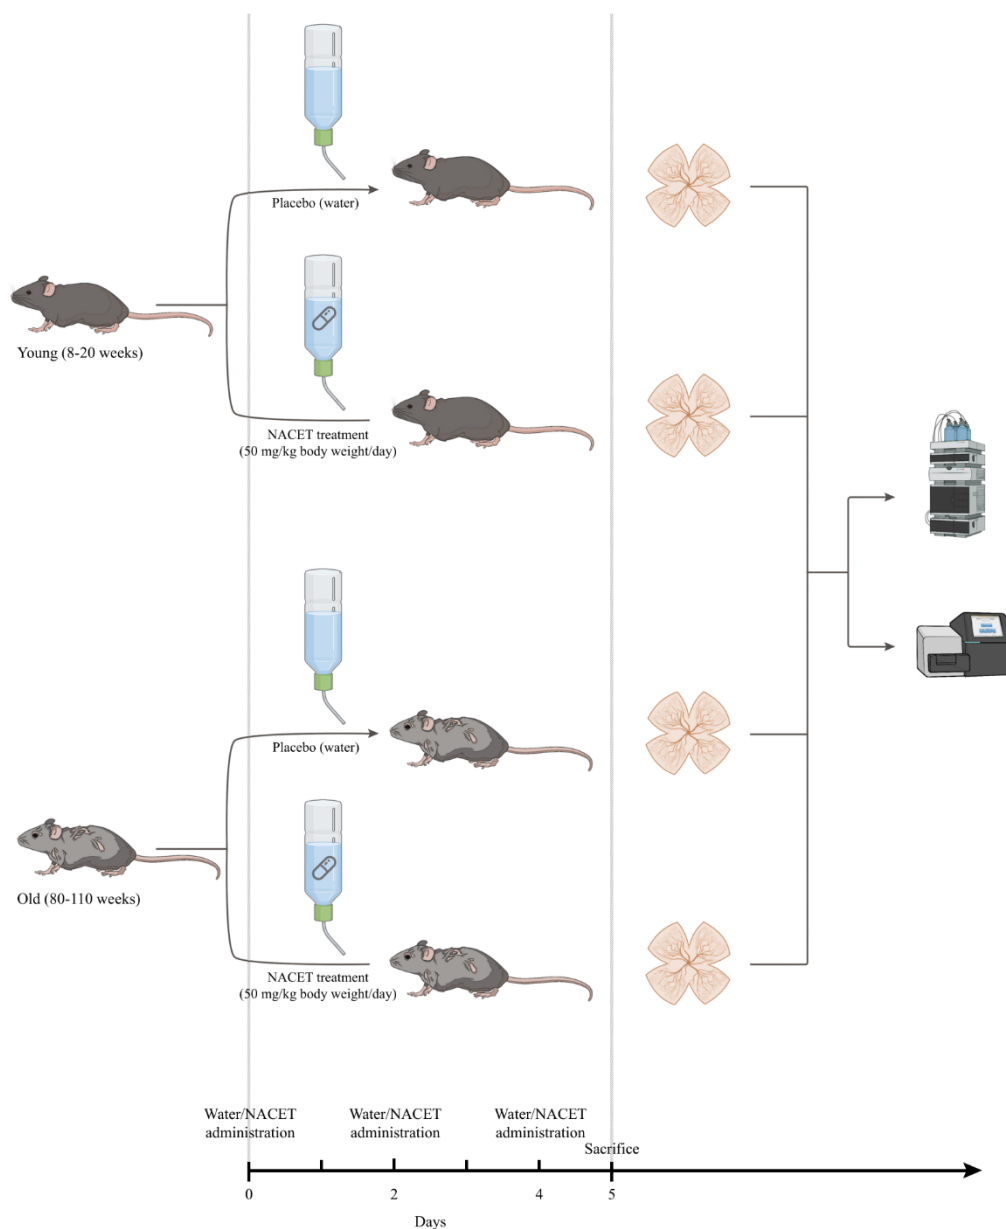 Placebo (water)
Young (8-20 weeks)
NACET treatment
(50 mg/kg body weight/day)
Placebo (water)
Old (80-110 weeks)
NACET treatment
(50 mg/kg body weight/day)
Water/NACET
administration
Water/NACET
administration
Water/NACET
administration
Sacrifice
0
2
4
5
Days